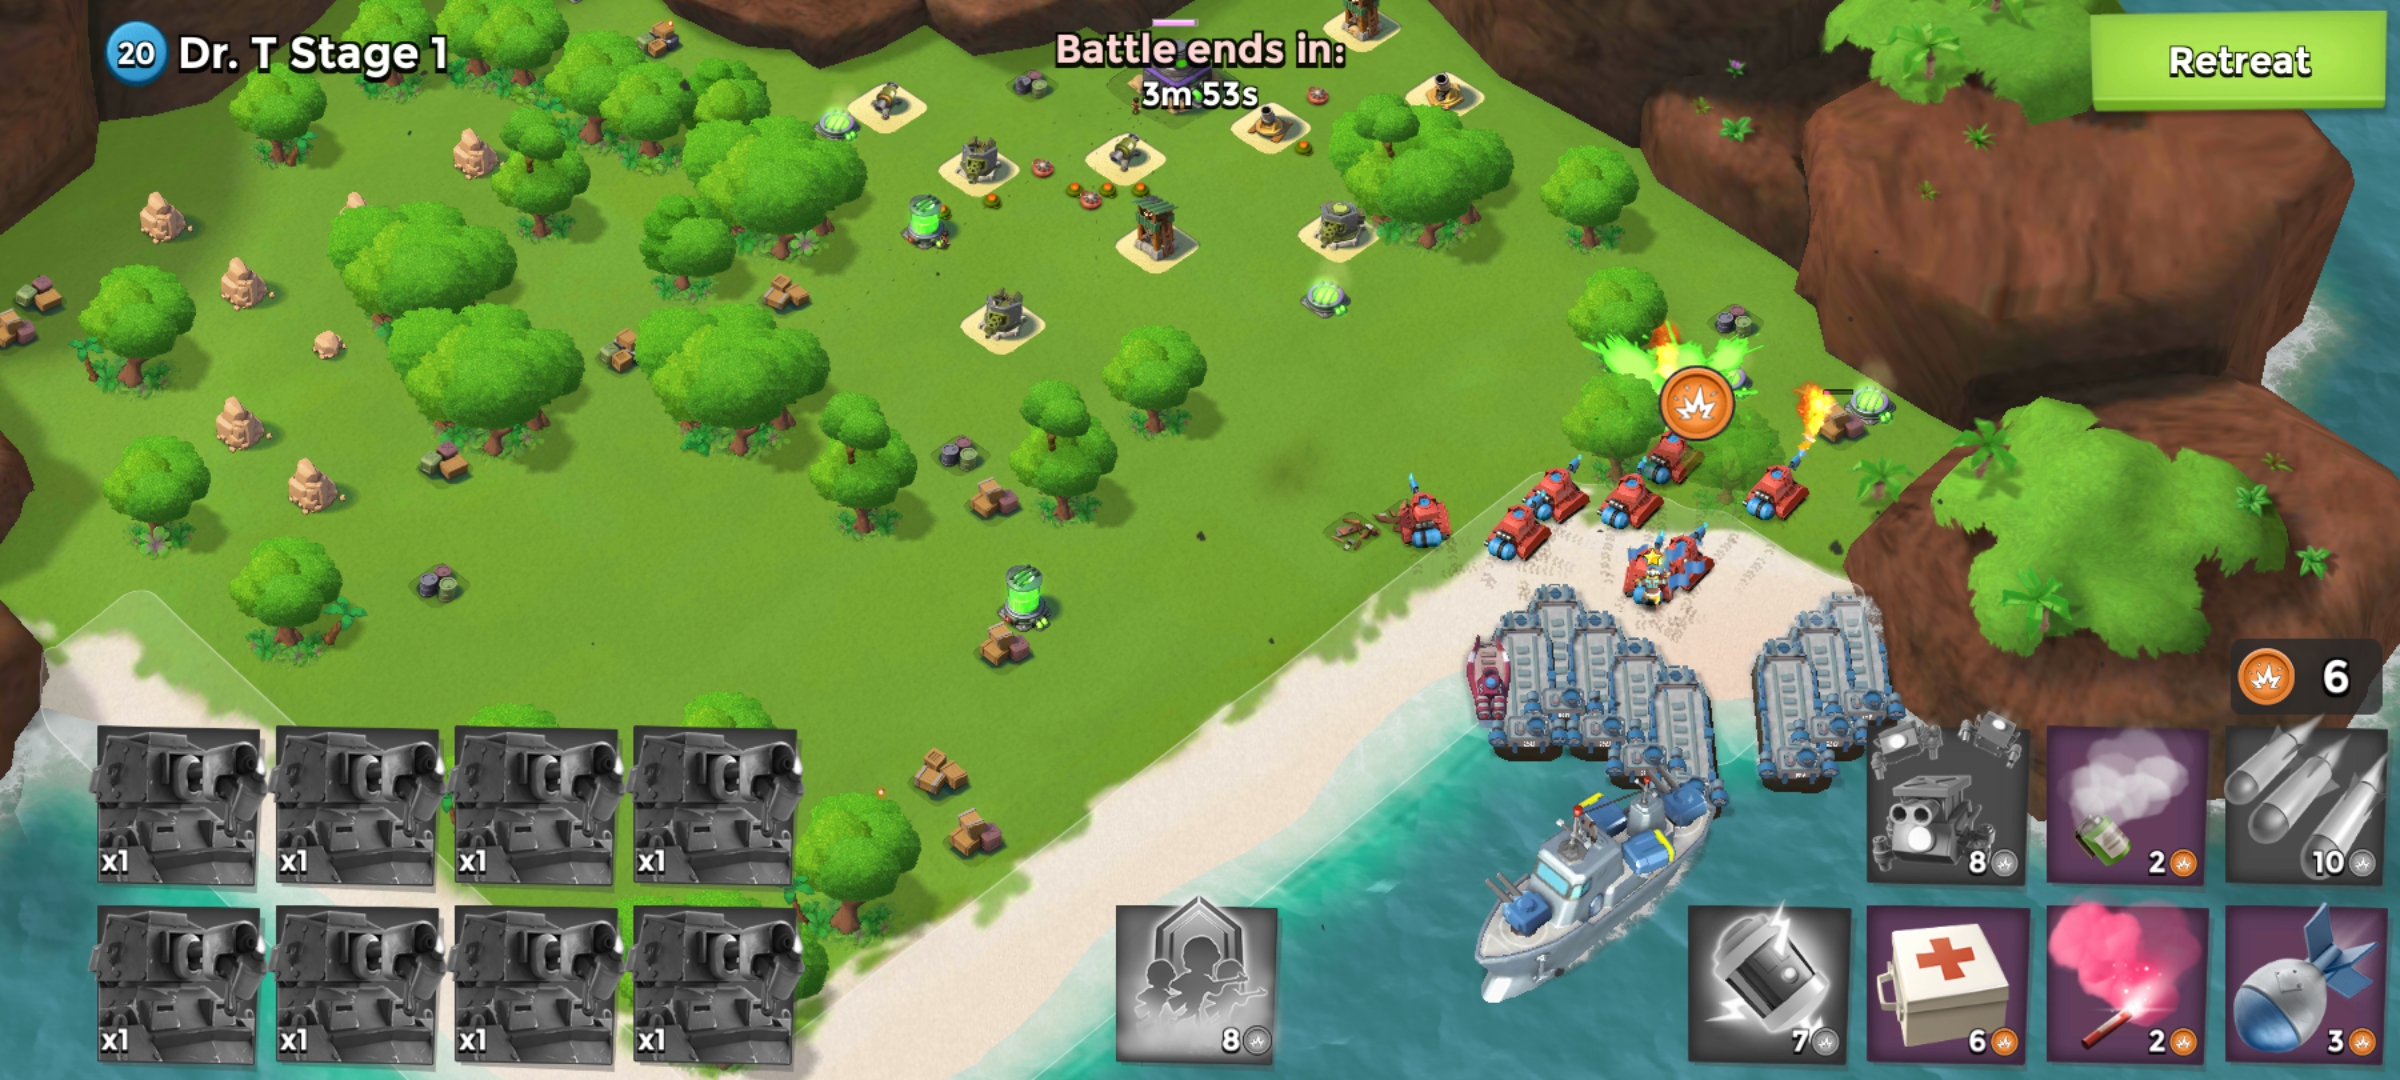 20 Dr. T Stage 1
Battle ends in:
3m 53s
Retreat
6
x1 x1 x1 x1
8 2 10
x1 x1 x1 x1
8 7 6 2 3